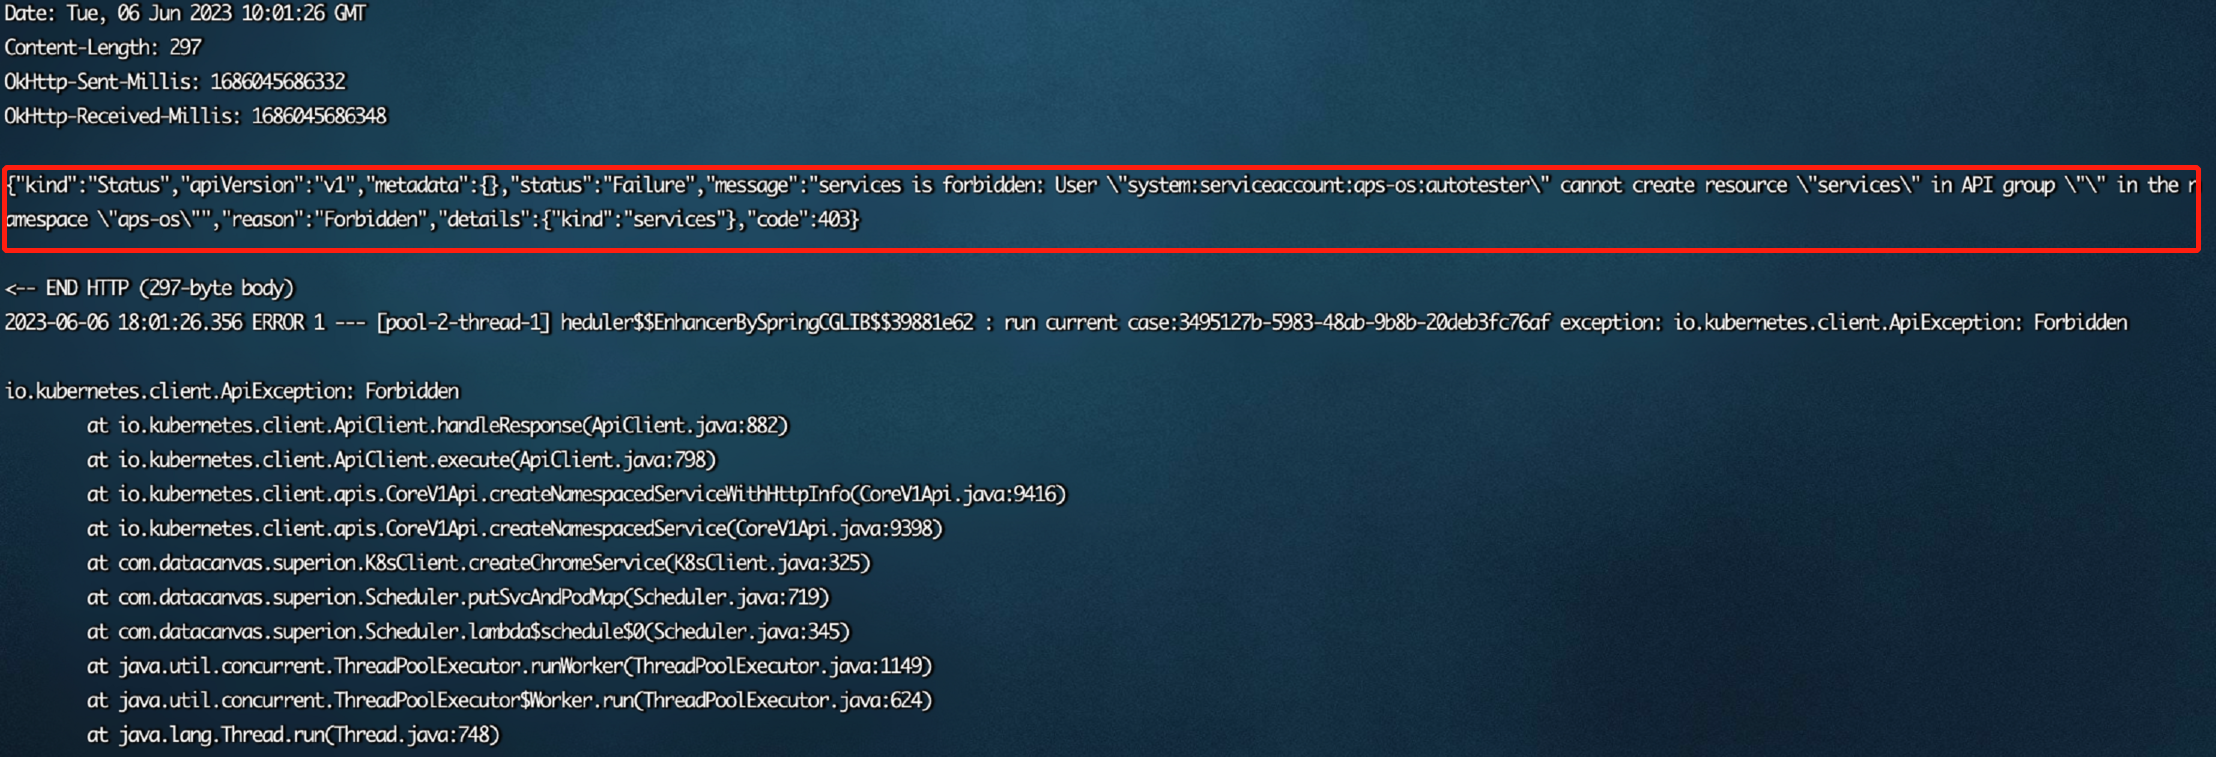 Date: Tue, 06 Jun 2023 10:01:26 GMT
Content-Length: 297
OkHttp-Sent-Millis: 1686045686332
OkHttp-Received-Millis: 1686045686348
{"kind":"Status","apiVersion":"v1","metadata":{},"status":"Failure","message":"services is forbidden: User \"system:serviceaccount:aps-os:autotester\" cannot create resource \"services\" in API group \"\" in the n
amespace \"aps-os\"","reason":"Forbidden","details":{"kind":"services"},"code":403}
<-- END HTTP (297-byte body)
2023-06-06 18:01:26.356 ERROR 1 --- [pool-2-thread-1] heduler$$EnhancerBySpringCGLIB$$39881e62 : run current case:3495127b-5983-48ab-9b8b-20deb3fc76af exception: io.kubernetes.client.ApiException: Forbidden
io.kubernetes.client.ApiException: Forbidden
at io.kubernetes.client.ApiClient.handleResponse(ApiClient.java:882)
at io.kubernetes.client.ApiClient.execute(ApiClient.java:798)
at io.kubernetes.client.apis.CoreV1Api.createNamespacedServiceWithHttpInfo(CoreV1Api.java:9416)
at io.kubernetes.client.apis.CoreV1Api.createNamespacedService(CoreV1Api.java:9398)
at com.datacanvas.superion.K8sClient.createChromeService(K8sClient.java:325)
at com.datacanvas.superion.Scheduler.putSvcAndPodMap(Scheduler.java:719)
at com.datacanvas.superion.Scheduler.lambda$schedule$0(Scheduler.java:345)
at java.util.concurrent.ThreadPoolExecutor.runWorker(ThreadPoolExecutor.java:1149)
at java.util.concurrent.ThreadPoolExecutor$Worker.run(ThreadPoolExecutor.java:624)
at java.lang.Thread.run(Thread.java:748)